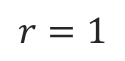 r = 1